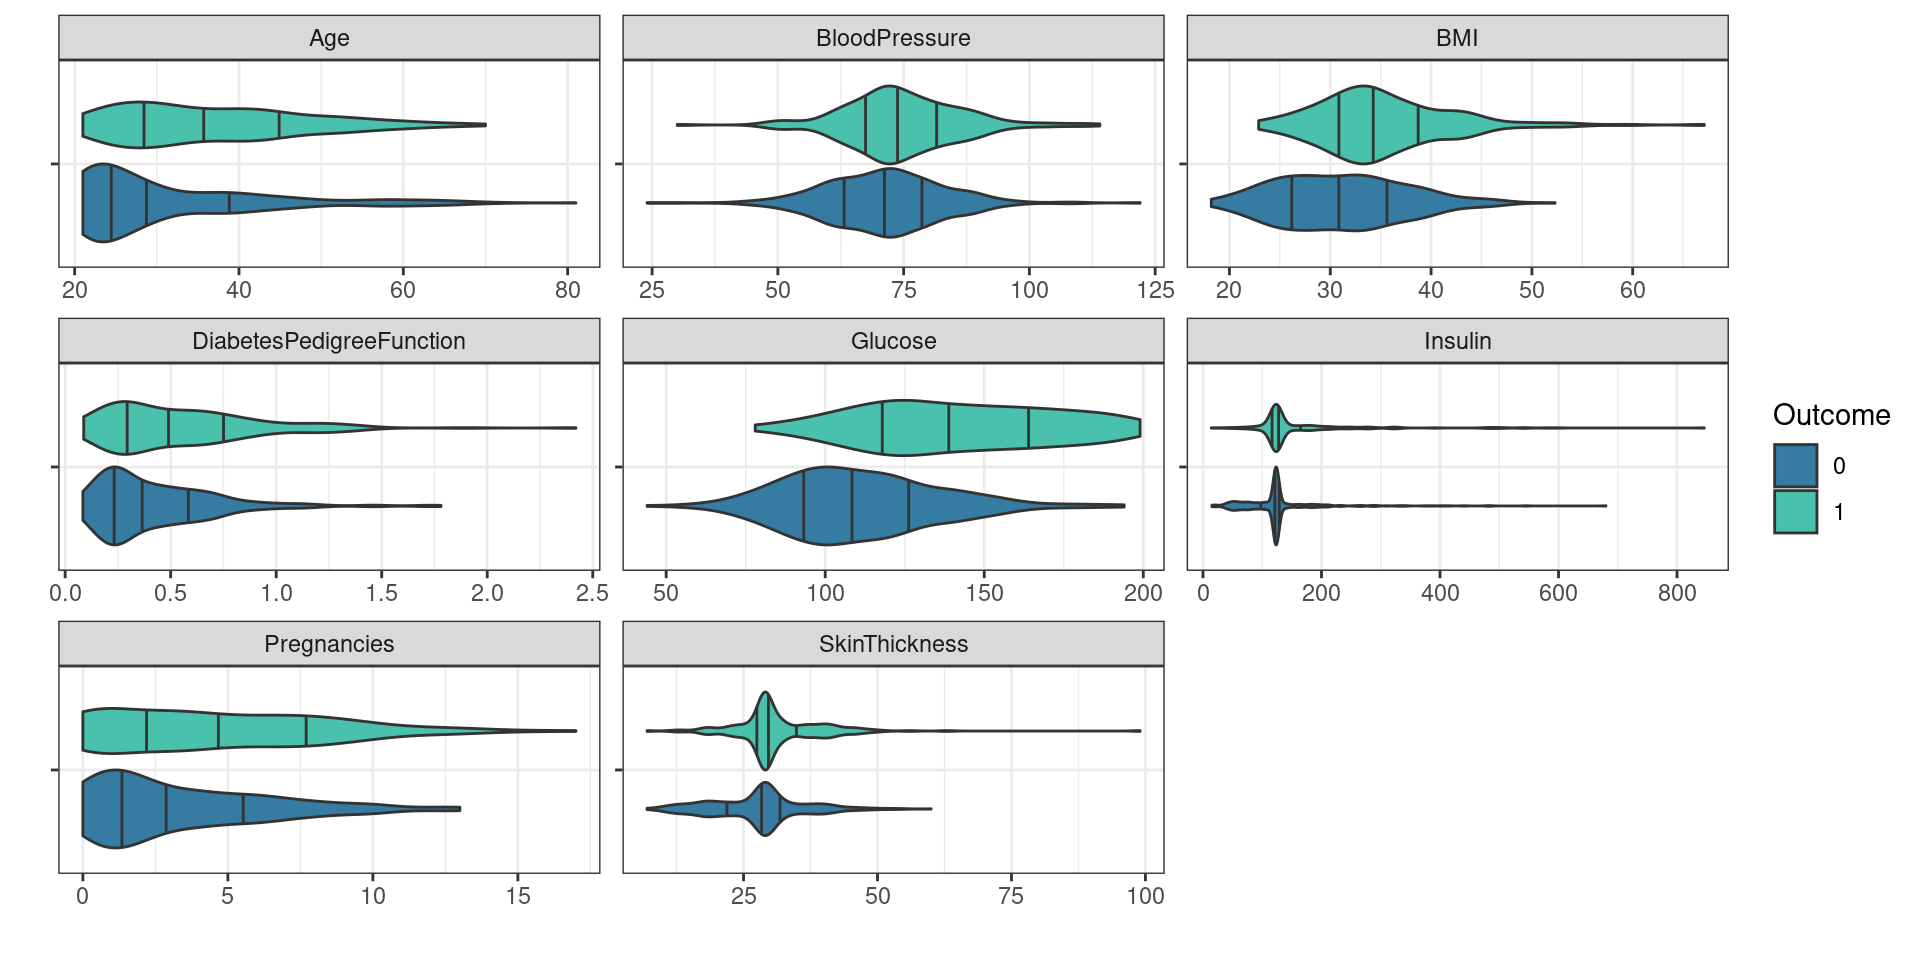 Age
BloodPressure
BMI
20 40 60 80
25 50 75 100 125
20 30 40 50 60
DiabetesPedigreeFunction
Glucose
Insulin
0.0 0.5 1.0 1.5 2.0 2.5
50 100 150 200
0 200 400 600 800
Pregnancies
SkinThickness
0 5 10 15
25 50 75 100
Outcome
0
1